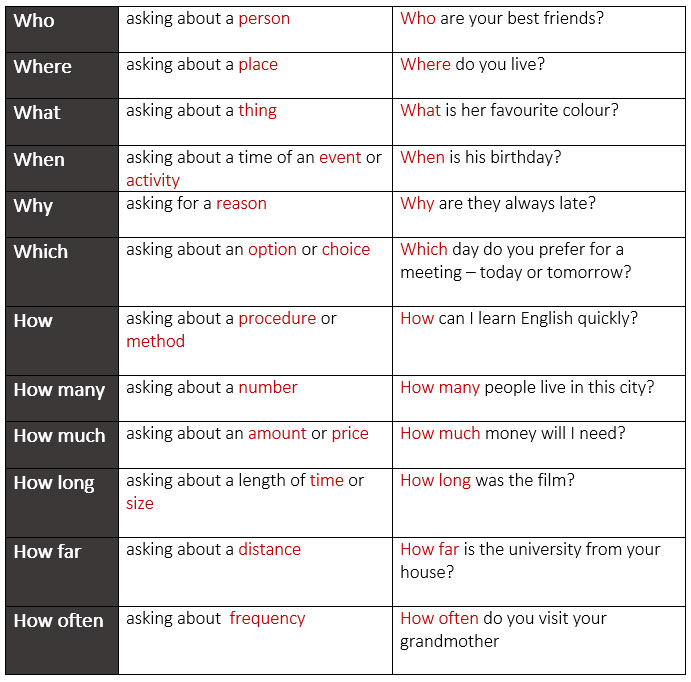 Who asking about a person Who are your best friends?
Where asking about a place Where do you live?
What asking about a thing What is her favourite colour?
When asking about a time of an event or When is his birthday?
activity
Why asking for a reason Why are they always late?
Which asking about an option or choice Which day do you prefer for a
meeting – today or tomorrow?
How asking about a procedure or How can I learn English quickly?
method
How many asking about a number How many people live in this city?
How much asking about an amount or price How much money will I need?
How long asking about a length of time or How long was the film?
size
How far asking about a distance How far is the university from your
house?
How often asking about  frequency How often do you visit your
grandmother